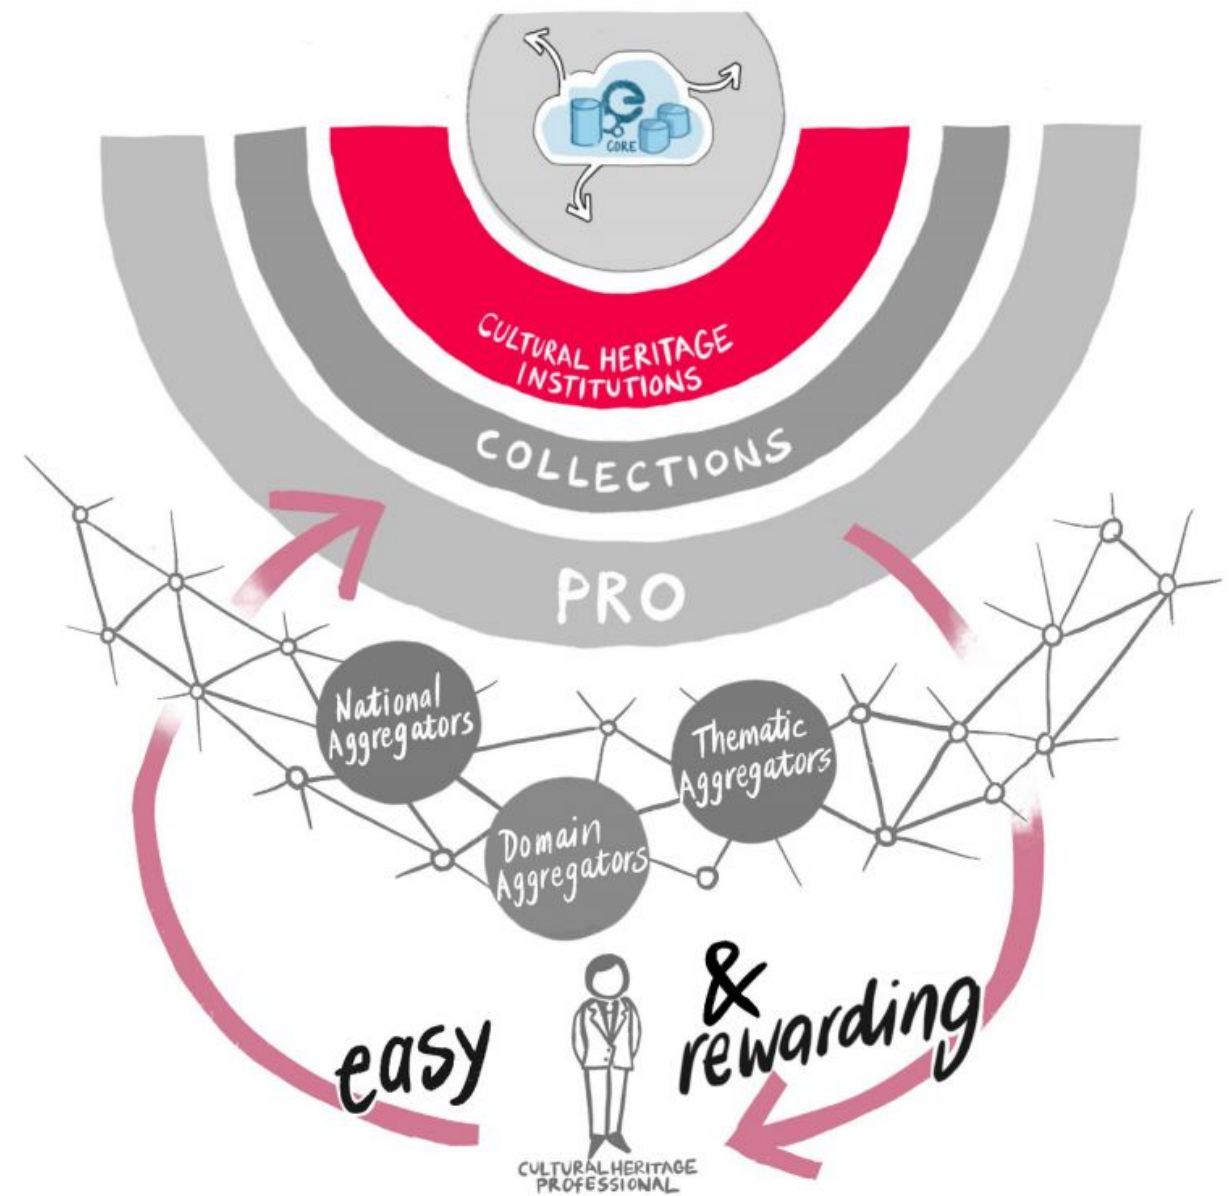 CORE
CULTURAL HERITAGE
INSTITUTIONS
COLLECTIONS
PRO
National
Aggregators
Thematic
Aggregators
Domain
Aggregators
easy
&
rewarding
CULTURAL HERITAGE
PROFESSIONAL